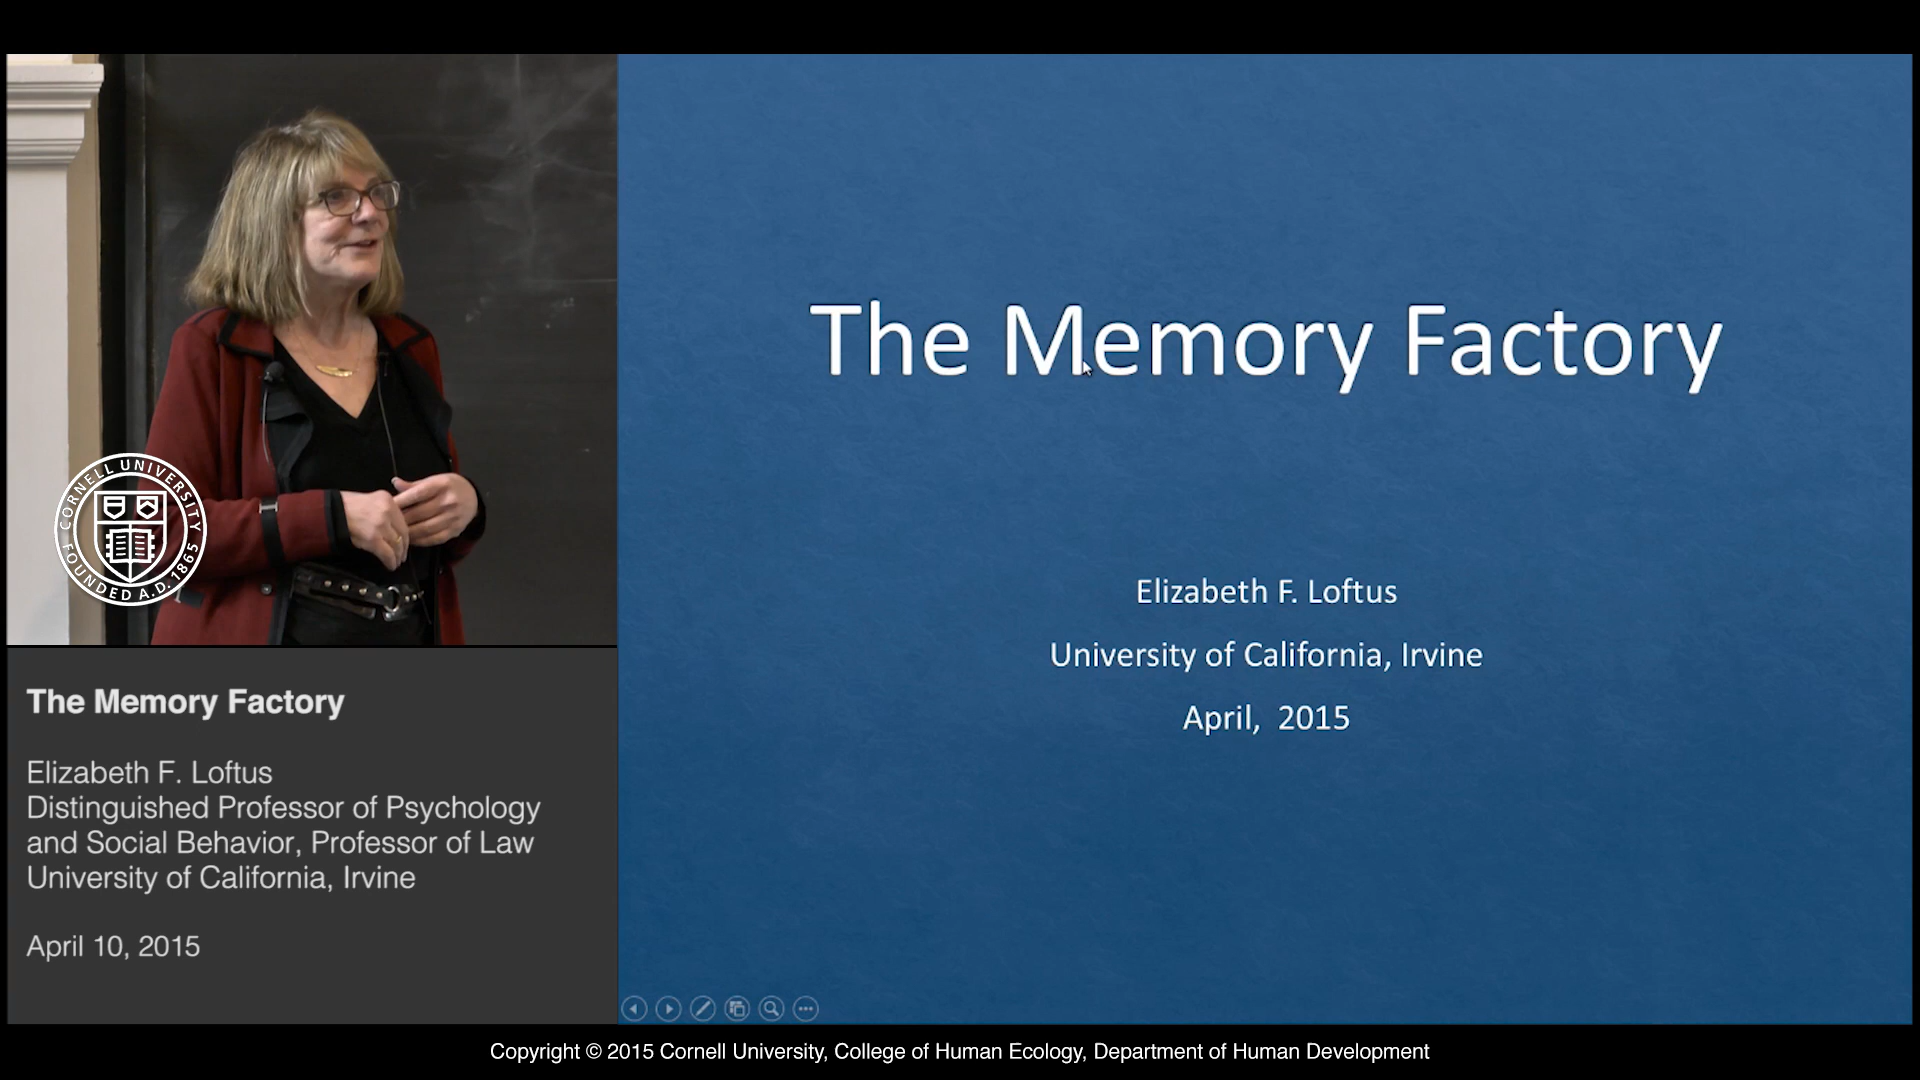 The Memory Factory
Elizabeth F. Loftus
University of California, Irvine
April, 2015
CORNELL UNIVERSITY
FOUNDED A.D. 1865
The Memory Factory
Elizabeth F. Loftus
Distinguished Professor of Psychology
and Social Behavior, Professor of Law
University of California, Irvine
April 10, 2015
Copyright © 2015 Cornell University, College of Human Ecology, Department of Human Development